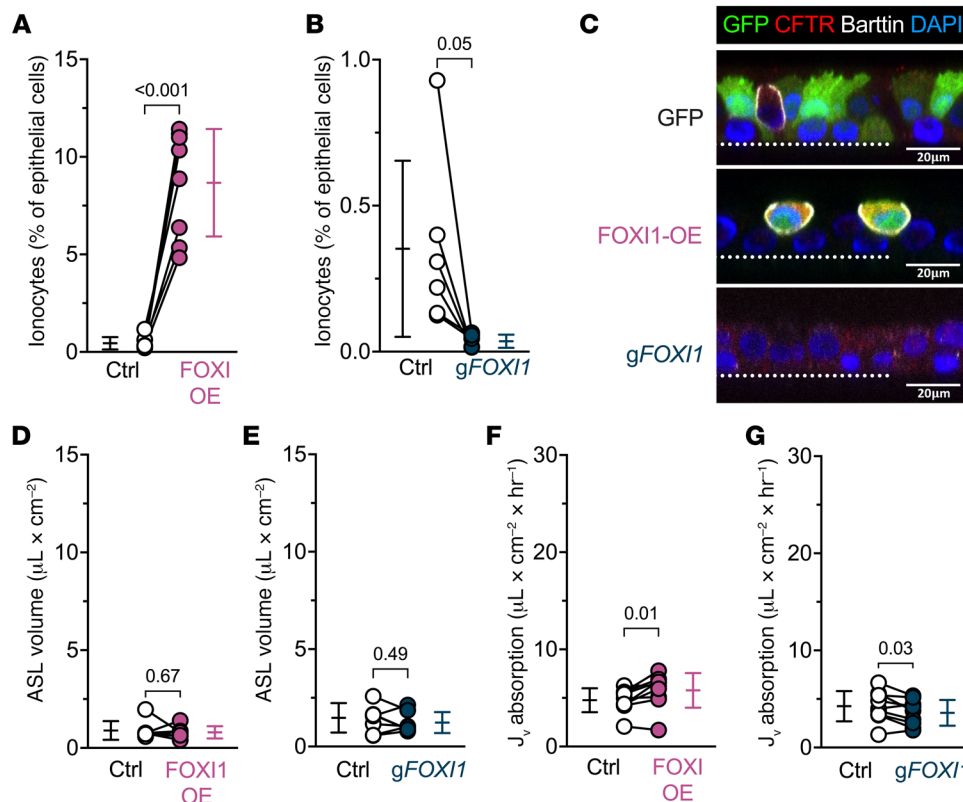 A
Ionocytes (% of epithelial cells)
15
10
5
0
<0.001
Ctrl
FOXI
OE
B
Ionocytes (% of epithelial cells)
1.0
0.5
0.0
0.05
Ctrl
gFOXI1
C
GFP CFTR Barttin DAPI
GFP
20μm
FOXI1-OE
20μm
gFOXI1
20μm
D
ASL volume (μL × cm⁻²)
15
10
5
0
0.67
Ctrl
FOXI1
OE
E
ASL volume (μL × cm⁻²)
15
10
5
0
0.49
Ctrl
gFOXI1
F
Jᵥ absorption (μL × cm⁻² × hr⁻¹)
30
20
10
0
0.01
Ctrl
FOXI
OE
G
Jᵥ absorption (μL × cm⁻² × hr⁻¹)
30
20
10
0
0.03
Ctrl
gFOXI1